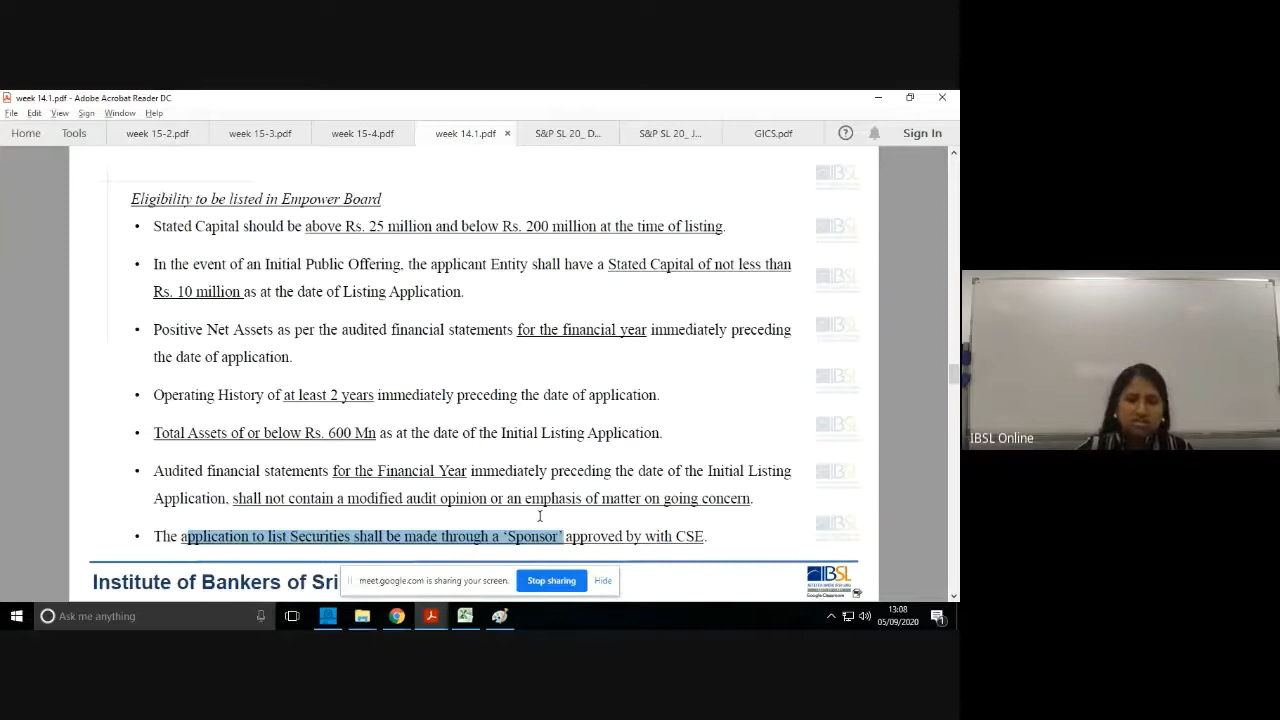 week 14.1.pdf - Adobe Acrobat Reader DC
File Edit View Sign Window Help
Home Tools week 15-2.pdf week 15-3.pdf week 15-4.pdf week 14.1.pdf × S&P SL 20_ D... S&P SL 20_ J... GICS.pdf Sign In
Eligibility to be listed in Empower Board
• Stated Capital should be above Rs. 25 million and below Rs. 200 million at the time of listing.
• In the event of an Initial Public Offering, the applicant Entity shall have a Stated Capital of not less than
Rs. 10 million as at the date of Listing Application.
• Positive Net Assets as per the audited financial statements for the financial year immediately preceding
the date of application.
• Operating History of at least 2 years immediately preceding the date of application.
• Total Assets of or below Rs. 600 Mn as at the date of the Initial Listing Application.
• Audited financial statements for the Financial Year immediately preceding the date of the Initial Listing
Application, shall not contain a modified audit opinion or an emphasis of matter on going concern.
• The application to list Securities shall be made through a ‘Sponsor’ approved by with CSE.
Institute of Bankers of Sri
meet.google.com is sharing your screen. Stop sharing Hide
IBSL
Google Classroom
Ask me anything
13:08
05/09/2020
IBSL Online